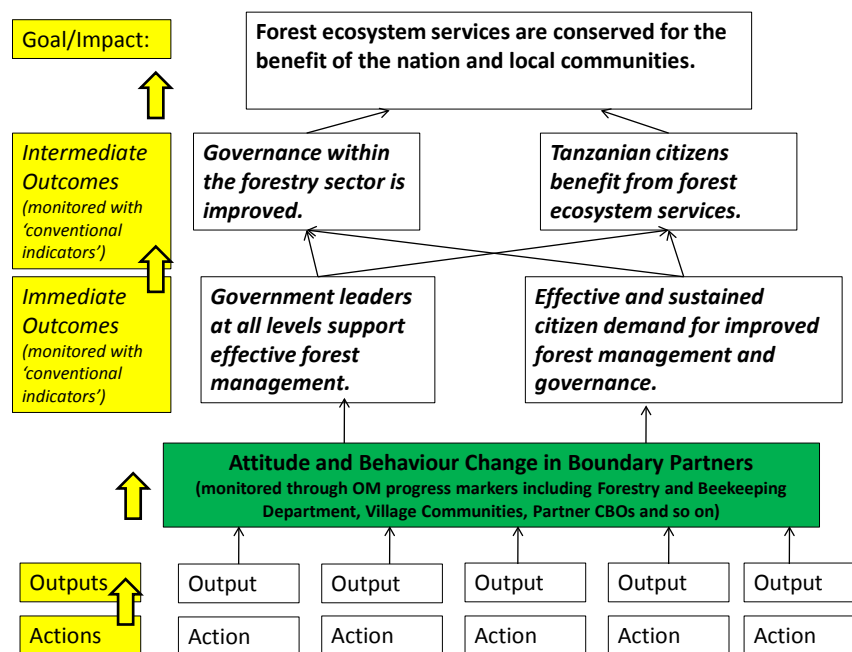 Goal/Impact:
Forest ecosystem services are conserved for the
benefit of the nation and local communities.
Intermediate
Outcomes
(monitored with
‘conventional
indicators’)
Governance within
the forestry sector is
improved.
Tanzanian citizens
benefit from forest
ecosystem services.
Immediate
Outcomes
(monitored with
‘conventional
indicators’)
Government leaders
at all levels support
effective forest
management.
Effective and sustained
citizen demand for improved
forest management and
governance.
Attitude and Behaviour Change in Boundary Partners
(monitored through OM progress markers including Forestry and Beekeeping
Department, Village Communities, Partner CBOs and so on)
Outputs
Output
Output
Output
Output
Output
Actions
Action
Action
Action
Action
Action